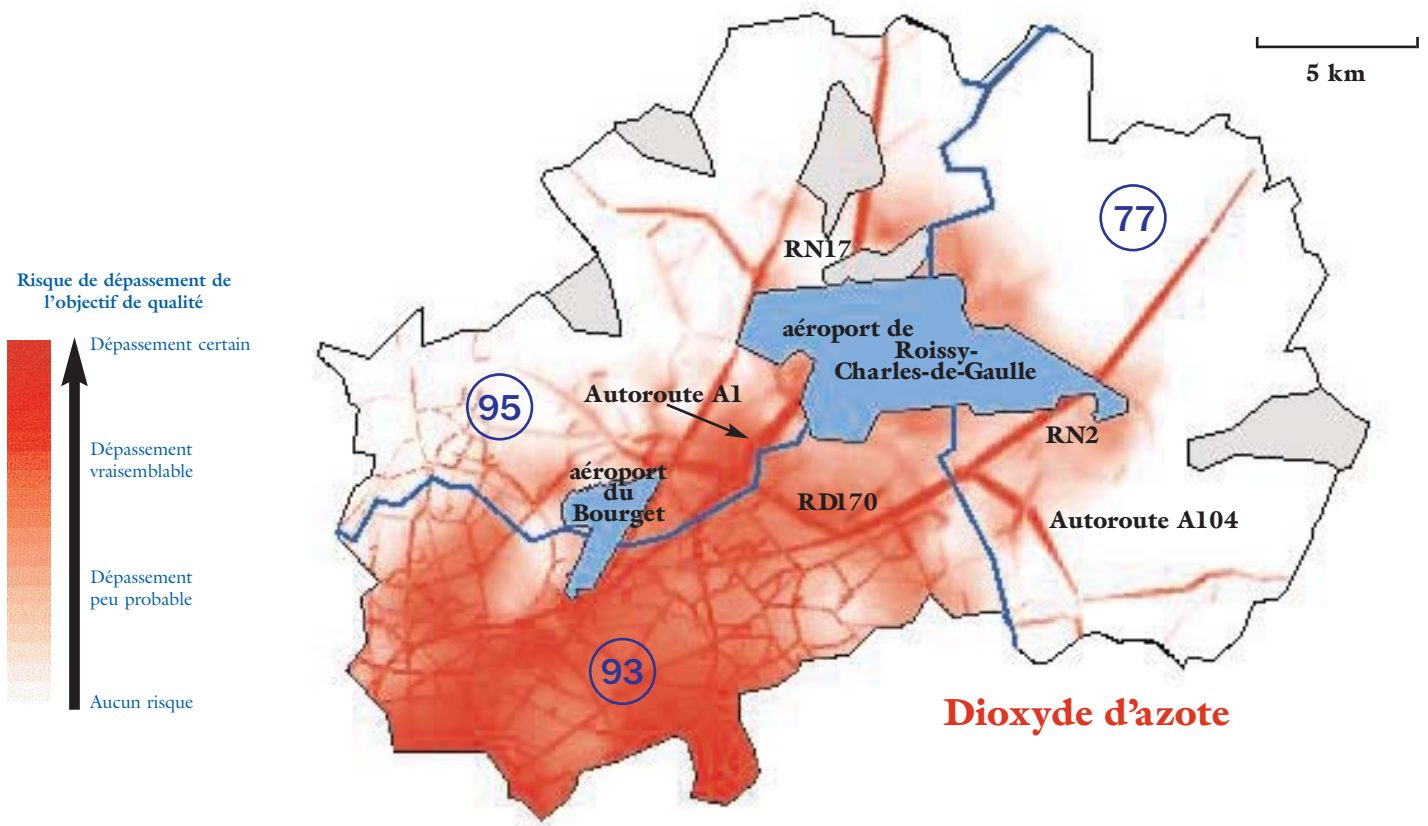 5 km
77
RN17
Risque de dépassement de
l'objectif de qualité
Dépassement certain
Dépassement
vraisemblable
Dépassement
peu probable
Aucun risque
aéroport de
Roissy-
Charles-de-Gaulle
95
Autoroute A1
RN2
aéroport
du
Bourget
RD170
Autoroute A104
93
Dioxyde d'azote